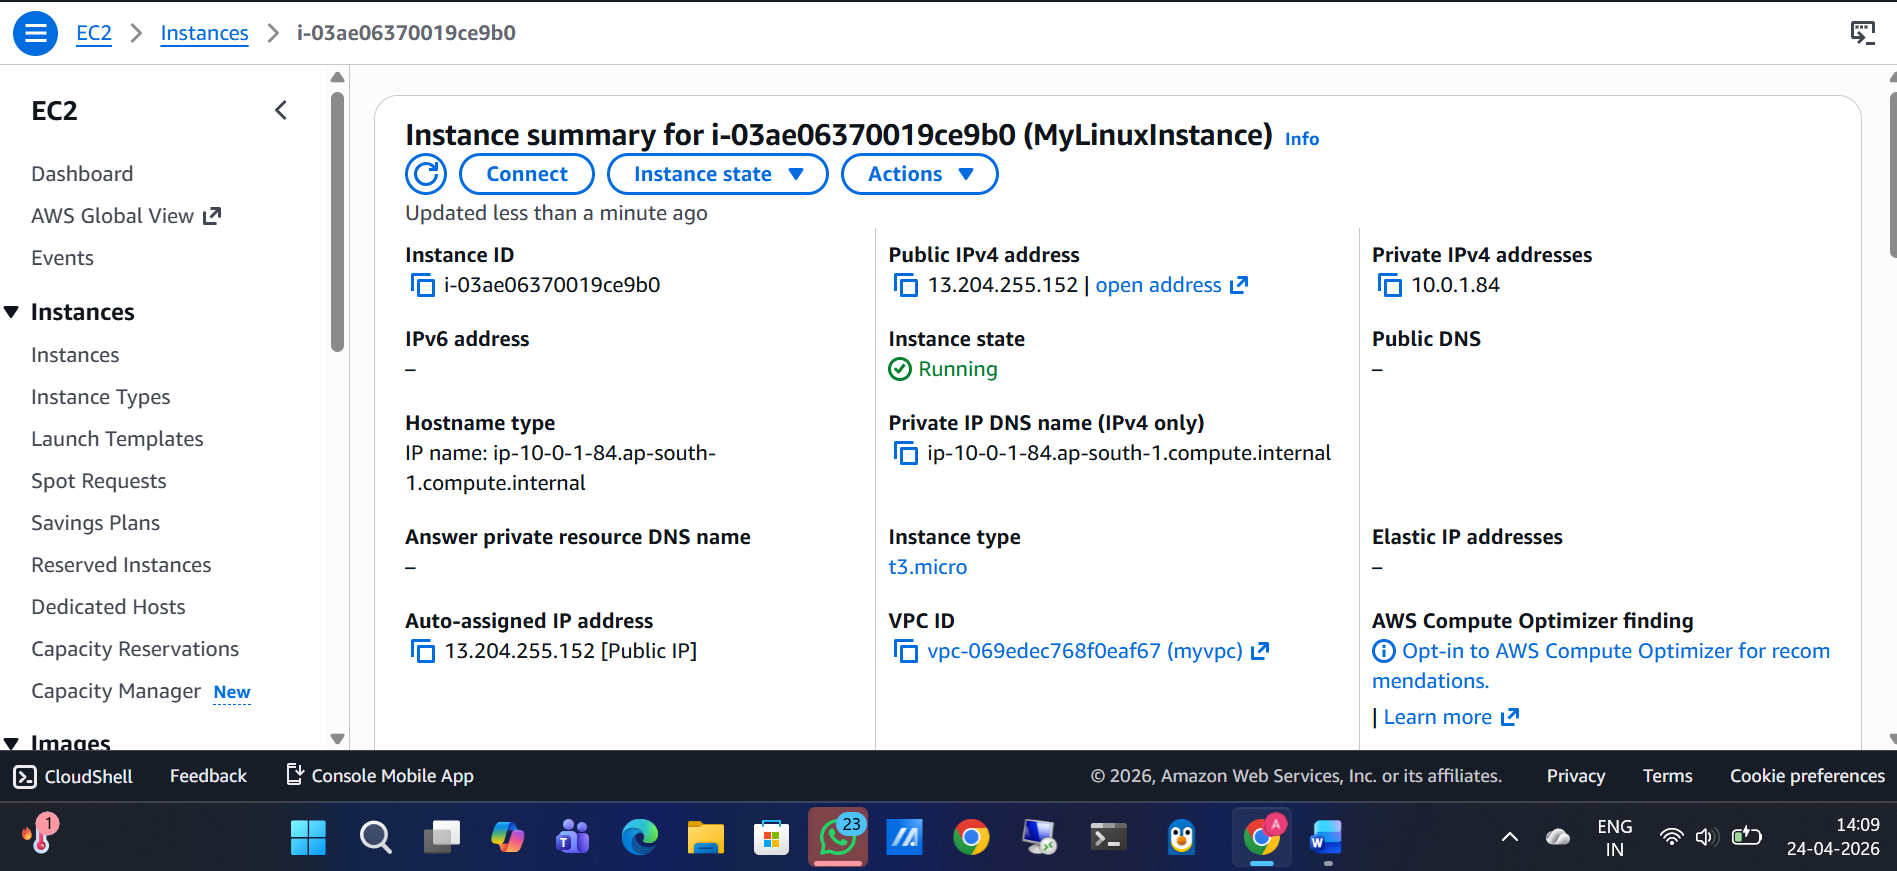 EC2 > Instances > i-03ae06370019ce9b0
EC2
Dashboard
AWS Global View
Events
Instances
Instances
Instance Types
Launch Templates
Spot Requests
Savings Plans
Reserved Instances
Dedicated Hosts
Capacity Reservations
Capacity Manager New
Images
Instance summary for i-03ae06370019ce9b0 (MyLinuxInstance) Info
Connect Instance state Actions
Updated less than a minute ago
Instance ID
i-03ae06370019ce9b0
Public IPv4 address
13.204.255.152 | open address
Private IPv4 addresses
10.0.1.84
IPv6 address
–
Instance state
Running
Public DNS
–
Hostname type
IP name: ip-10-0-1-84.ap-south-
1.compute.internal
Private IP DNS name (IPv4 only)
ip-10-0-1-84.ap-south-1.compute.internal
Answer private resource DNS name
–
Instance type
t3.micro
Elastic IP addresses
–
Auto-assigned IP address
13.204.255.152 [Public IP]
VPC ID
vpc-069edec768f0eaf67 (myvpc)
AWS Compute Optimizer finding
Opt-in to AWS Compute Optimizer for recom
mendations.
| Learn more
CloudShell Feedback Console Mobile App © 2026, Amazon Web Services, Inc. or its affiliates. Privacy Terms Cookie preferences
1
T
23
A
W
ENG
IN
14:09
24-04-2026